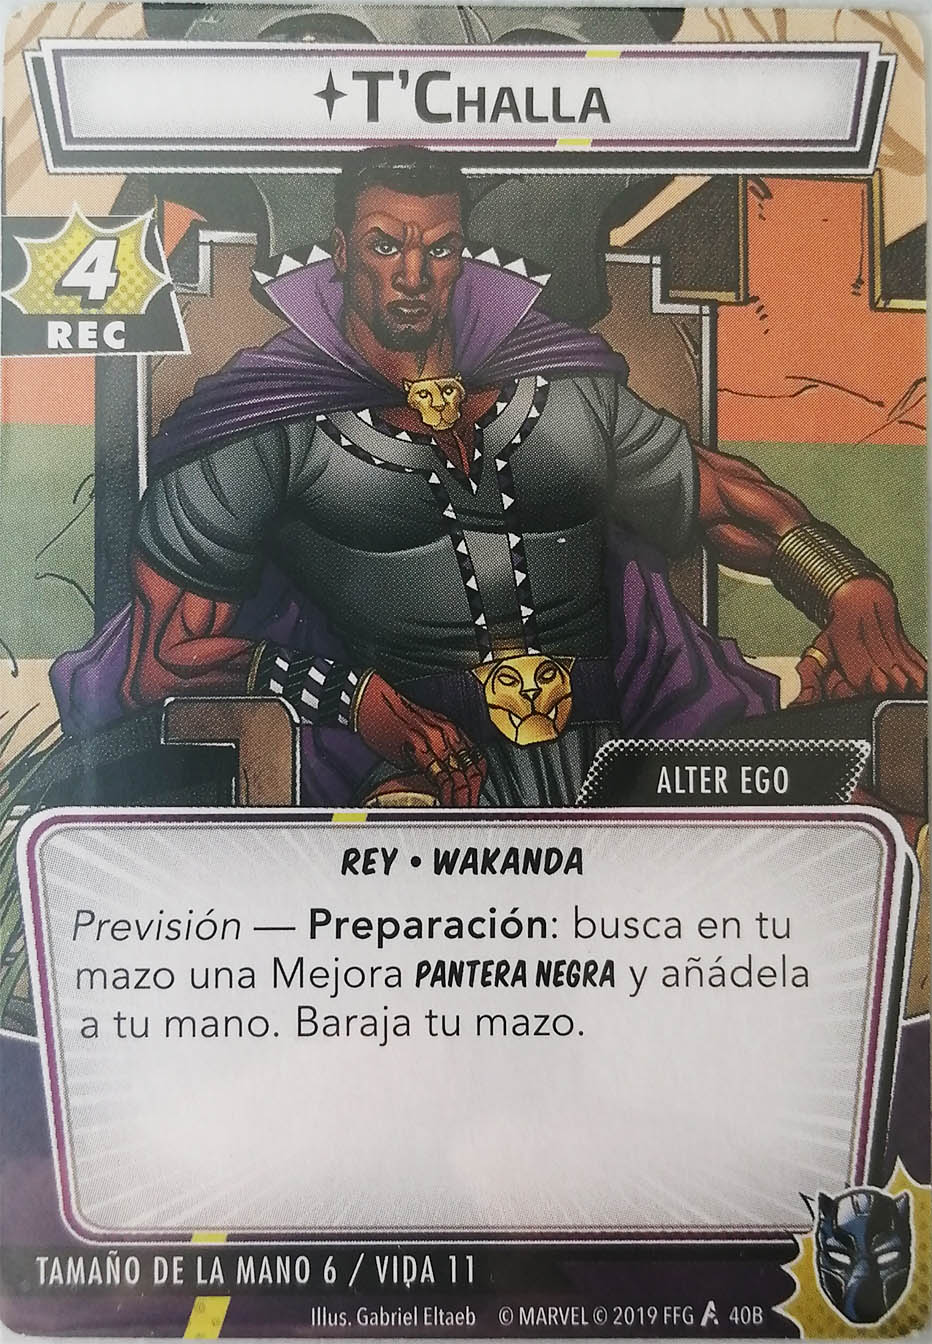 T'CHALLA
4
REC
ALTER EGO
REY • WAKANDA
Previsión — Preparación: busca en tu
mazo una Mejora PANTERA NEGRA y añádela
a tu mano. Baraja tu mazo.
TAMAÑO DE LA MANO 6 / VIDA 11
Illus. Gabriel Eltaeb © MARVEL © 2019 FFG 40B